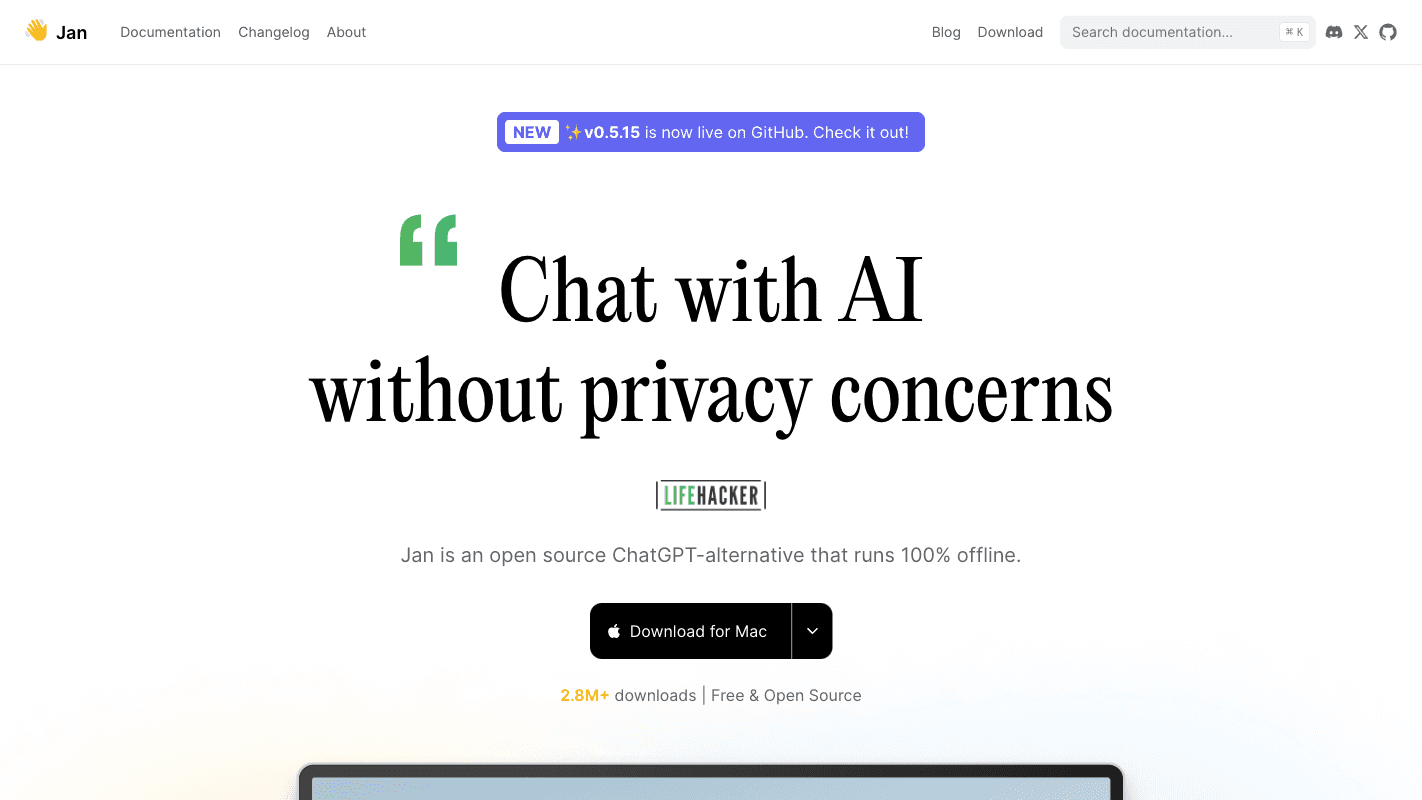 👋 Jan
Documentation
Changelog
About
Blog
Download
Search documentation...
⌘ K
NEW ✨v0.5.15 is now live on GitHub. Check it out!
“
Chat with AI
without privacy concerns
LIFEHACKER
Jan is an open source ChatGPT-alternative that runs 100% offline.
Download for Mac
2.8M+ downloads | Free & Open Source